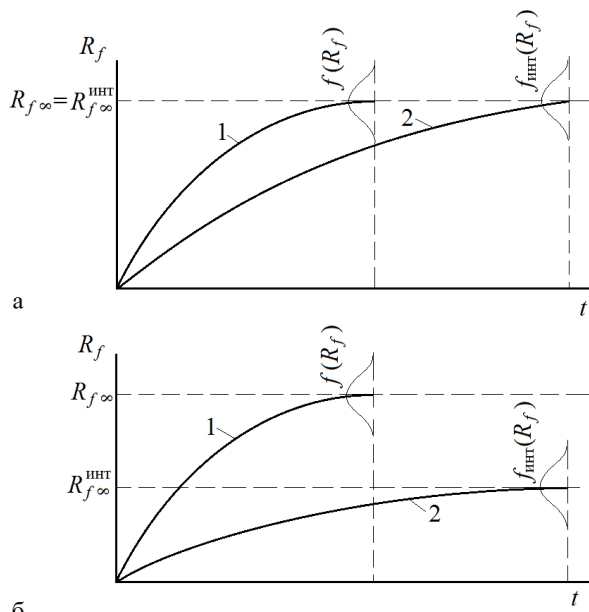 R_f
f(R_f)
f_инт(R_f)
R_f∞=R_f∞^инт
1
2
а
t
R_f
f(R_f)
R_f∞
1
f_инт(R_f)
R_f∞^инт
2
t
б